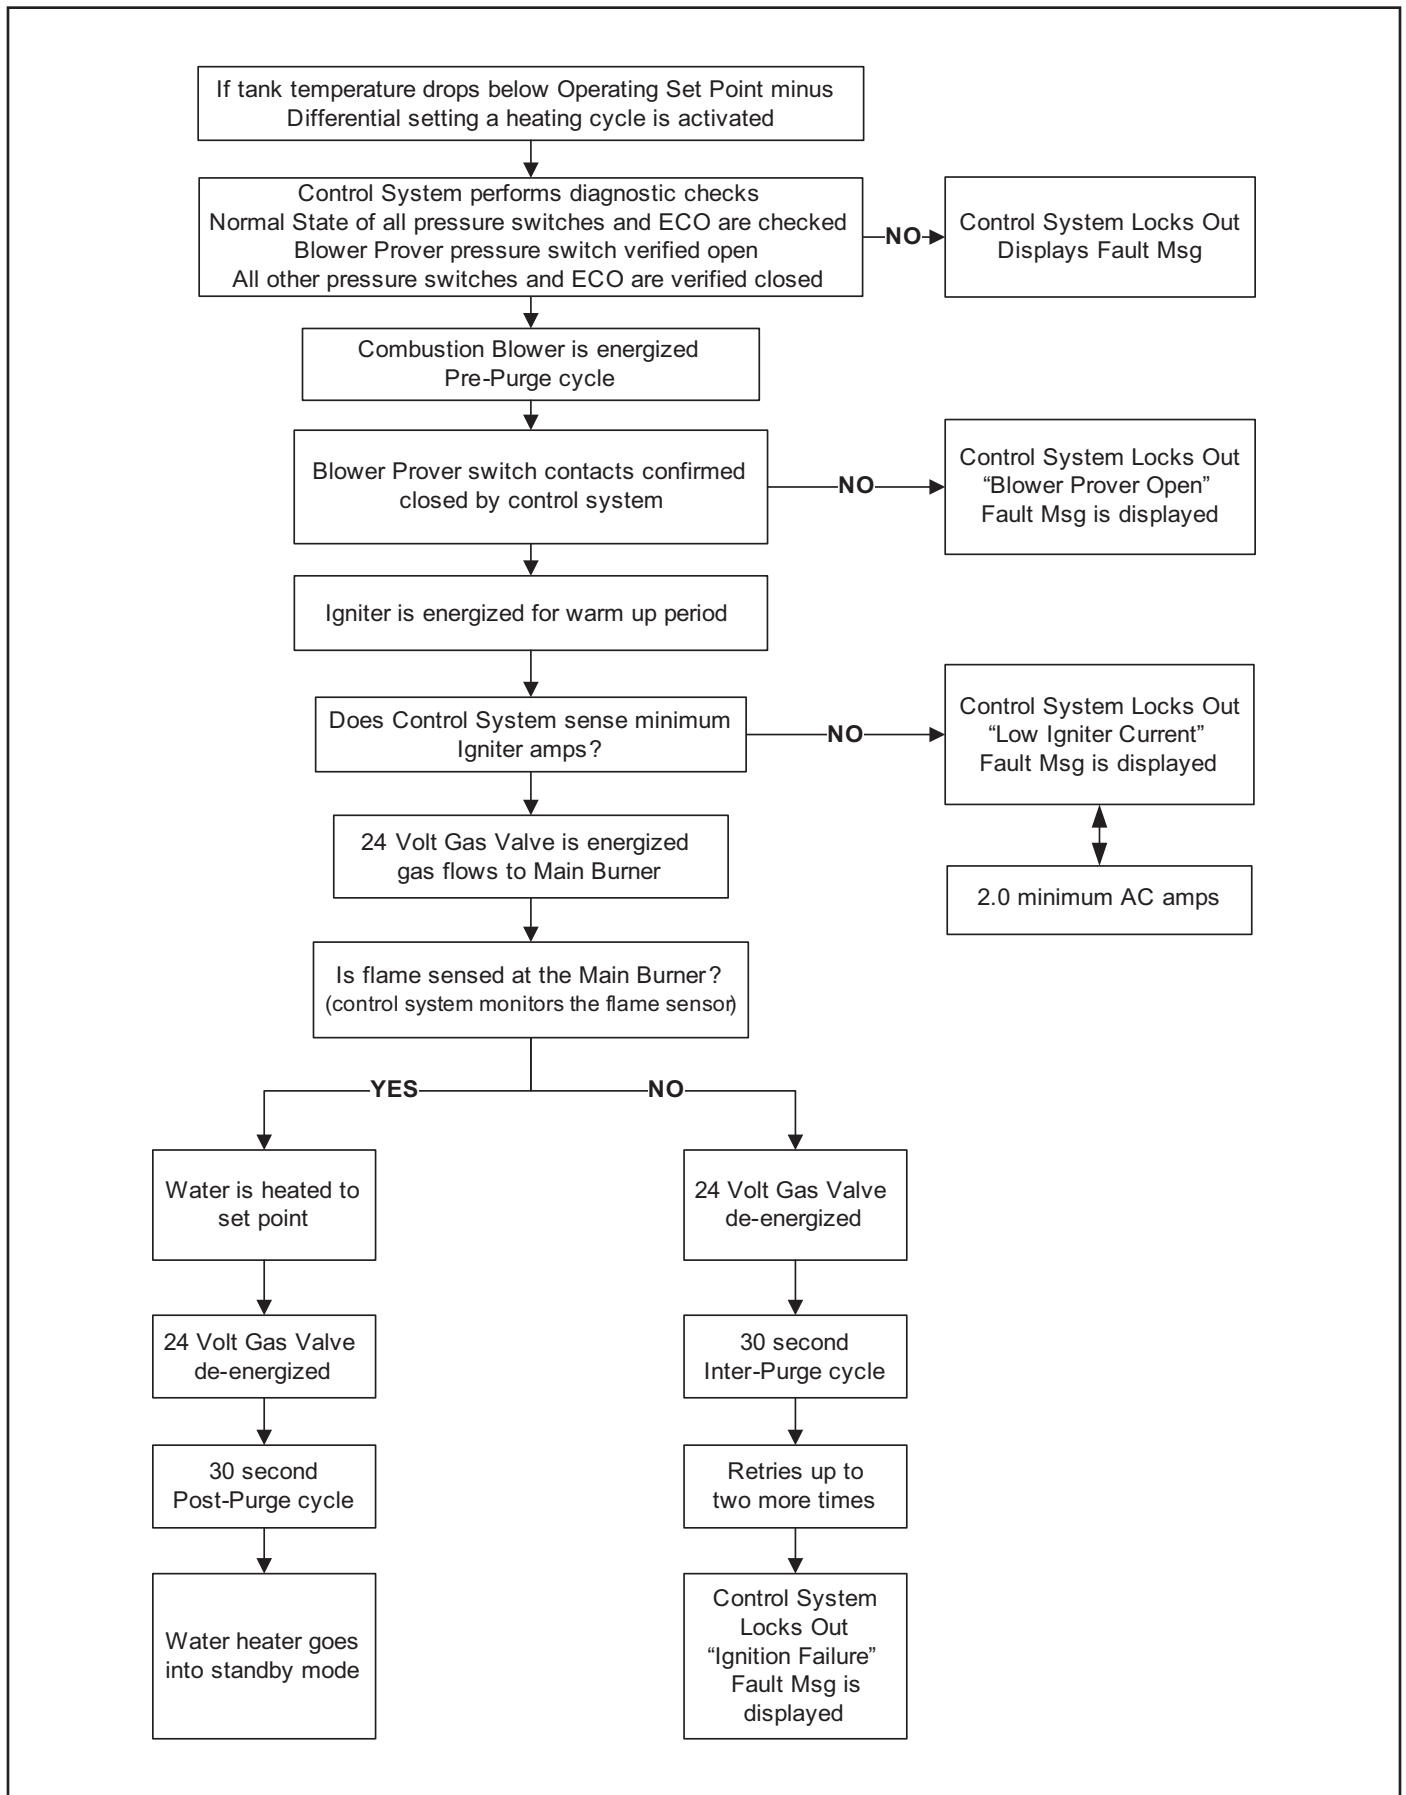 If tank temperature drops below Operating Set Point minus
Differential setting a heating cycle is activated
Control System performs diagnostic checks
Normal State of all pressure switches and ECO are checked
Blower Prover pressure switch verified open
All other pressure switches and ECO are verified closed
NO
Control System Locks Out
Displays Fault Msg
Combustion Blower is energized
Pre-Purge cycle
Blower Prover switch contacts confirmed
closed by control system
NO
Control System Locks Out
“Blower Prover Open”
Fault Msg is displayed
Igniter is energized for warm up period
Does Control System sense minimum
Igniter amps?
NO
Control System Locks Out
“Low Igniter Current”
Fault Msg is displayed
2.0 minimum AC amps
24 Volt Gas Valve is energized
gas flows to Main Burner
Is flame sensed at the Main Burner?
(control system monitors the flame sensor)
YES
NO
Water is heated to
set point
24 Volt Gas Valve
de-energized
30 second
Post-Purge cycle
Water heater goes
into standby mode
24 Volt Gas Valve
de-energized
30 second
Inter-Purge cycle
Retries up to
two more times
Control System
Locks Out
“Ignition Failure”
Fault Msg is
displayed